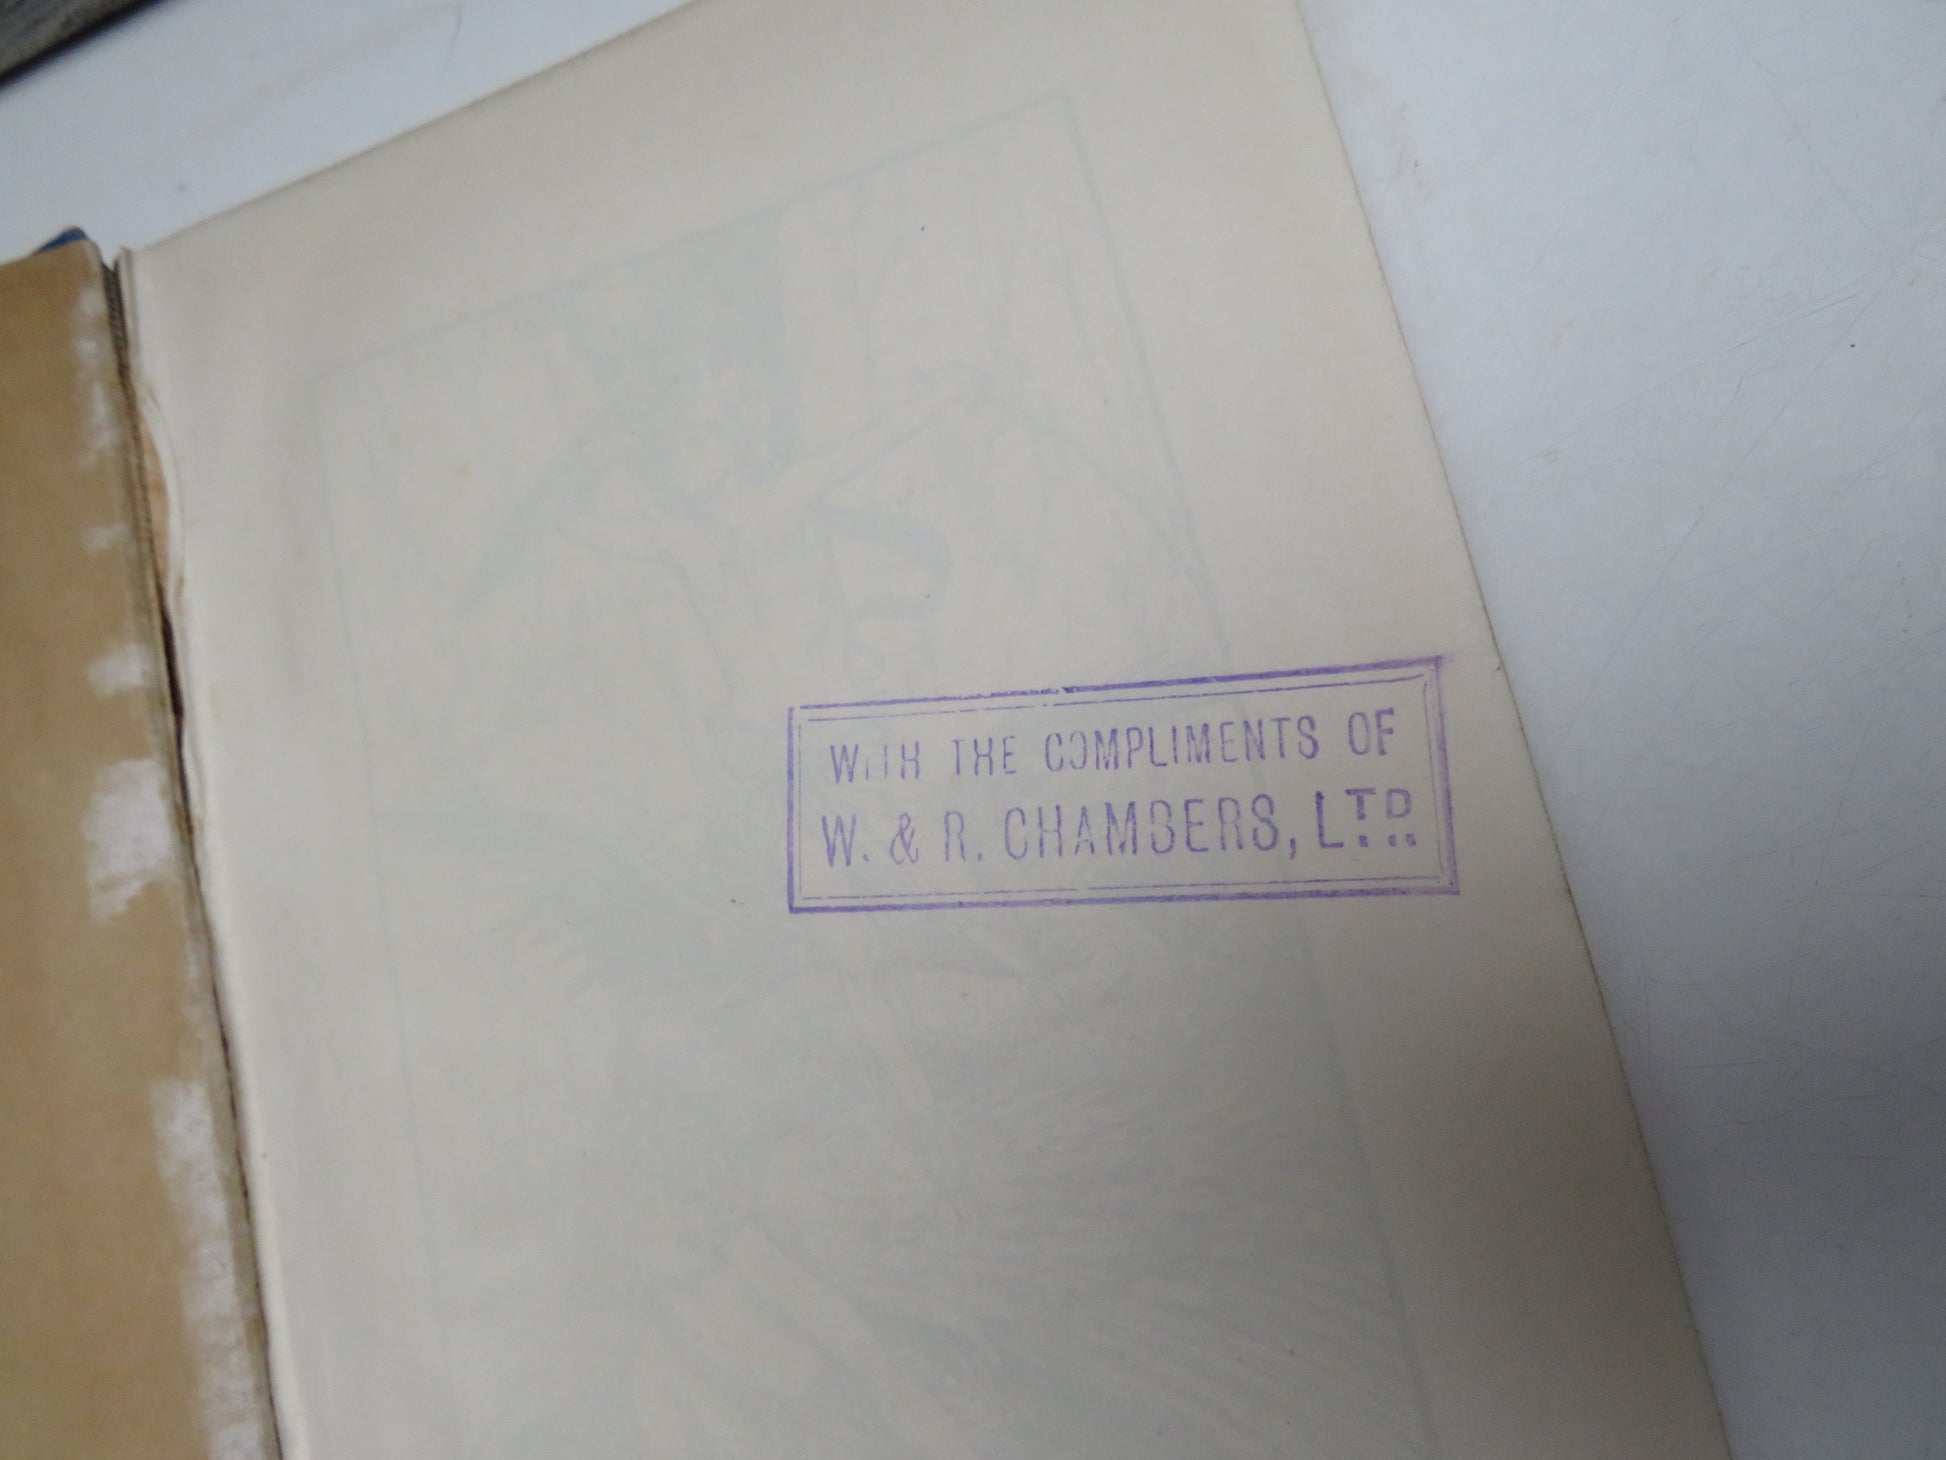 WITH THE COMPLIMENTS OF
W. & R. CHAMBERS, LTD.